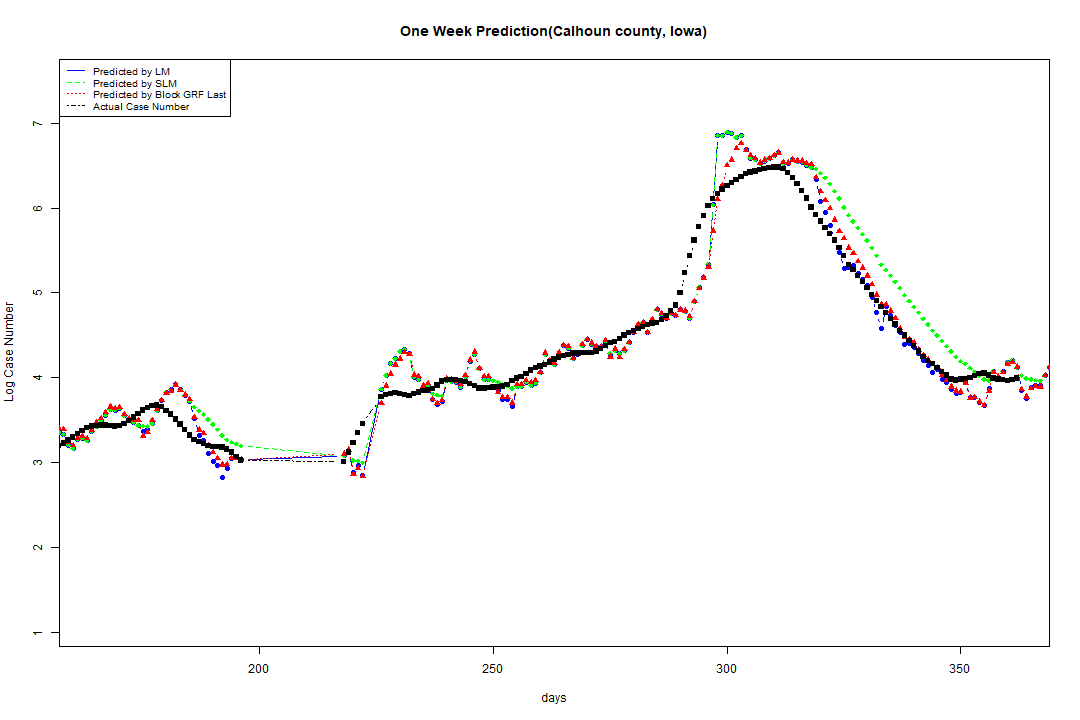 One Week Prediction(Calhoun county, Iowa)
Predicted by LM
Predicted by SLM
Predicted by Block GRF Last
Actual Case Number
7
6
5
4
3
2
1
Log Case Number
200 250 300 350
days